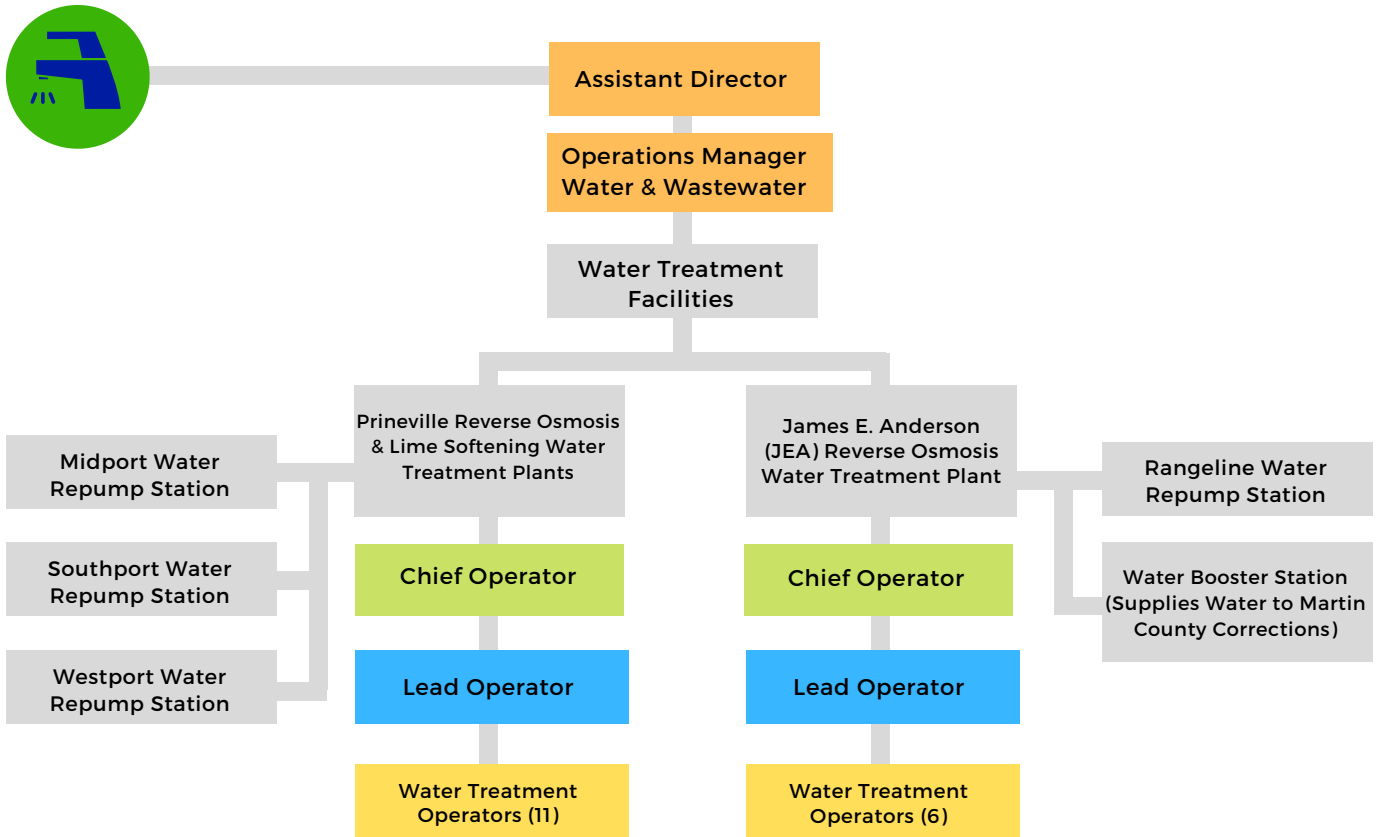 Assistant Director
Operations Manager
Water & Wastewater
Water Treatment
Facilities
Prineville Reverse Osmosis
& Lime Softening Water
Treatment Plants
James E. Anderson
(JEA) Reverse Osmosis
Water Treatment Plant
Midport Water
Repump Station
Rangeline Water
Repump Station
Southport Water
Repump Station
Chief Operator
Chief Operator
Water Booster Station
(Supplies Water to Martin
County Corrections)
Westport Water
Repump Station
Lead Operator
Lead Operator
Water Treatment
Operators (11)
Water Treatment
Operators (6)